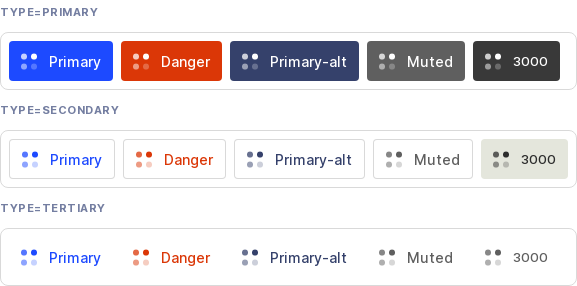 TYPE=PRIMARY
Primary Danger Primary-alt Muted 3000
TYPE=SECONDARY
Primary Danger Primary-alt Muted 3000
TYPE=TERTIARY
Primary Danger Primary-alt Muted 3000